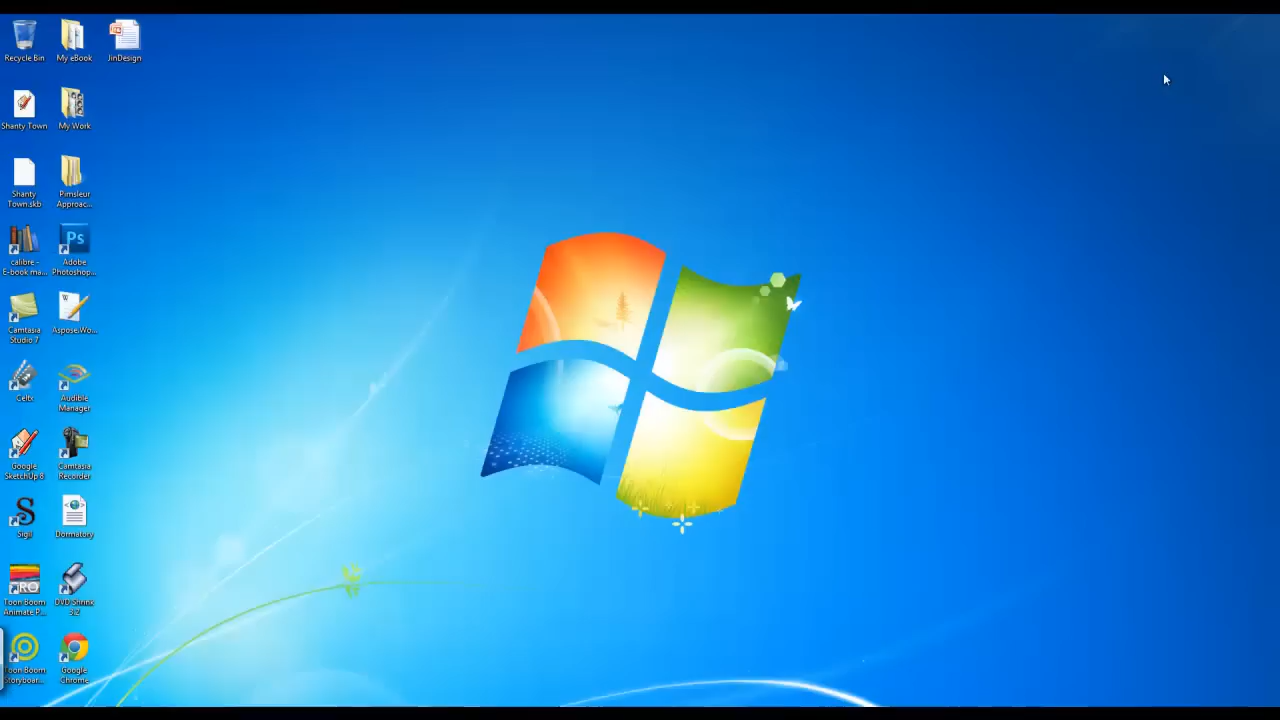 Recycle Bin
My eBook
JinDesign
Shanty Town
My Work
Shanty
Town.skb
Pimsleur
Approac...
calibre -
E-book ma...
Adobe
Photoshop...
Ps
Camtasia
Studio 7
Aspose.Wo...
W
Celtx
Audible
Manager
Google
SketchUp 8
Camtasia
Recorder
S
Sigil
Dormatory
PRO
Toon Boom
Animate P...
DVD Shrink
3.2
Toon Boom
Storyboar...
Google
Chrome